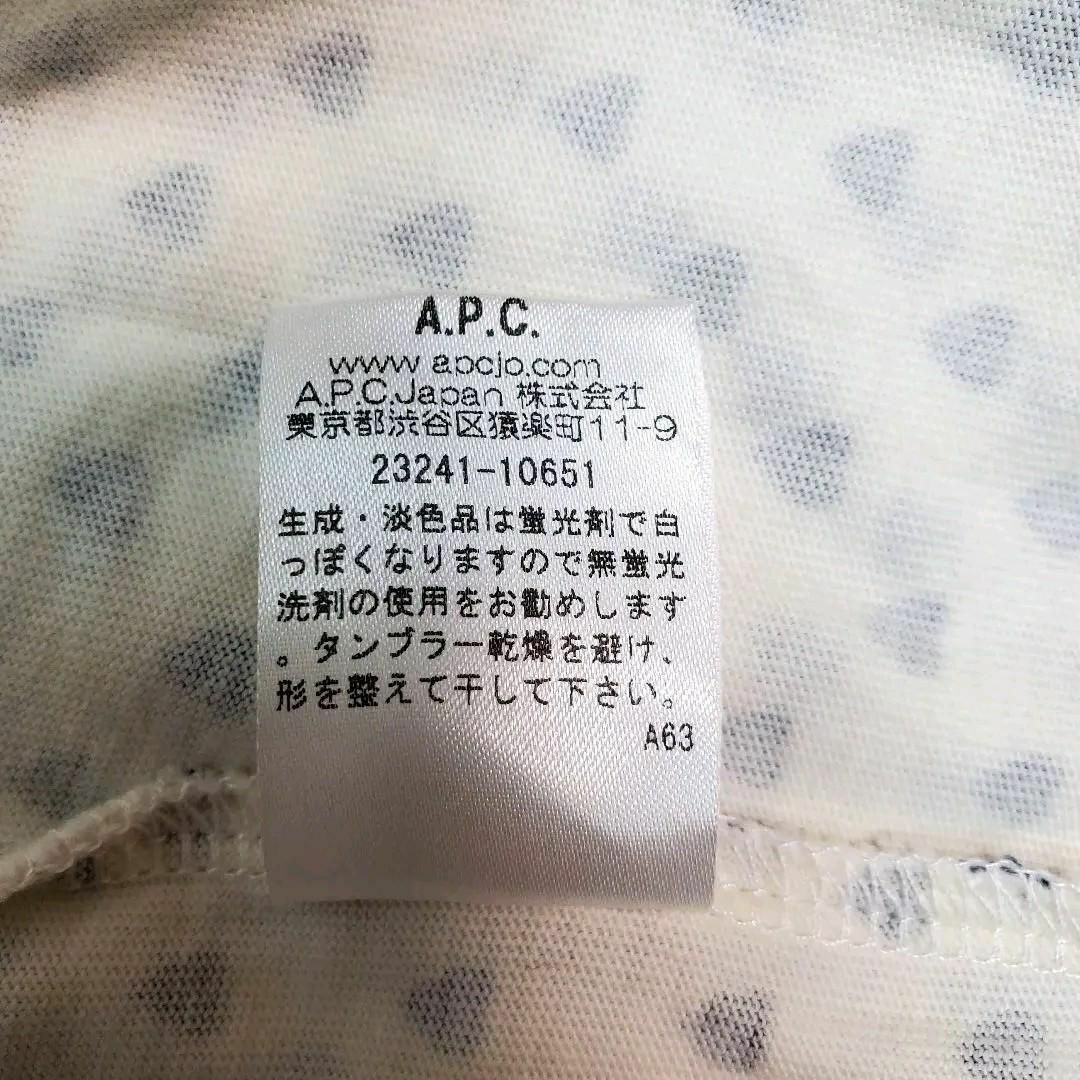 A.P.C.
www apcjp.com
A.P.C.Japan 株式会社
東京都渋谷区猿楽町11-9
23241-10651
生成・淡色品は蛍光剤で白
っぽくなりますので無蛍光
洗剤の使用をお勧めします
。タンブラー乾燥を避け、
形を整えて干して下さい。
A63